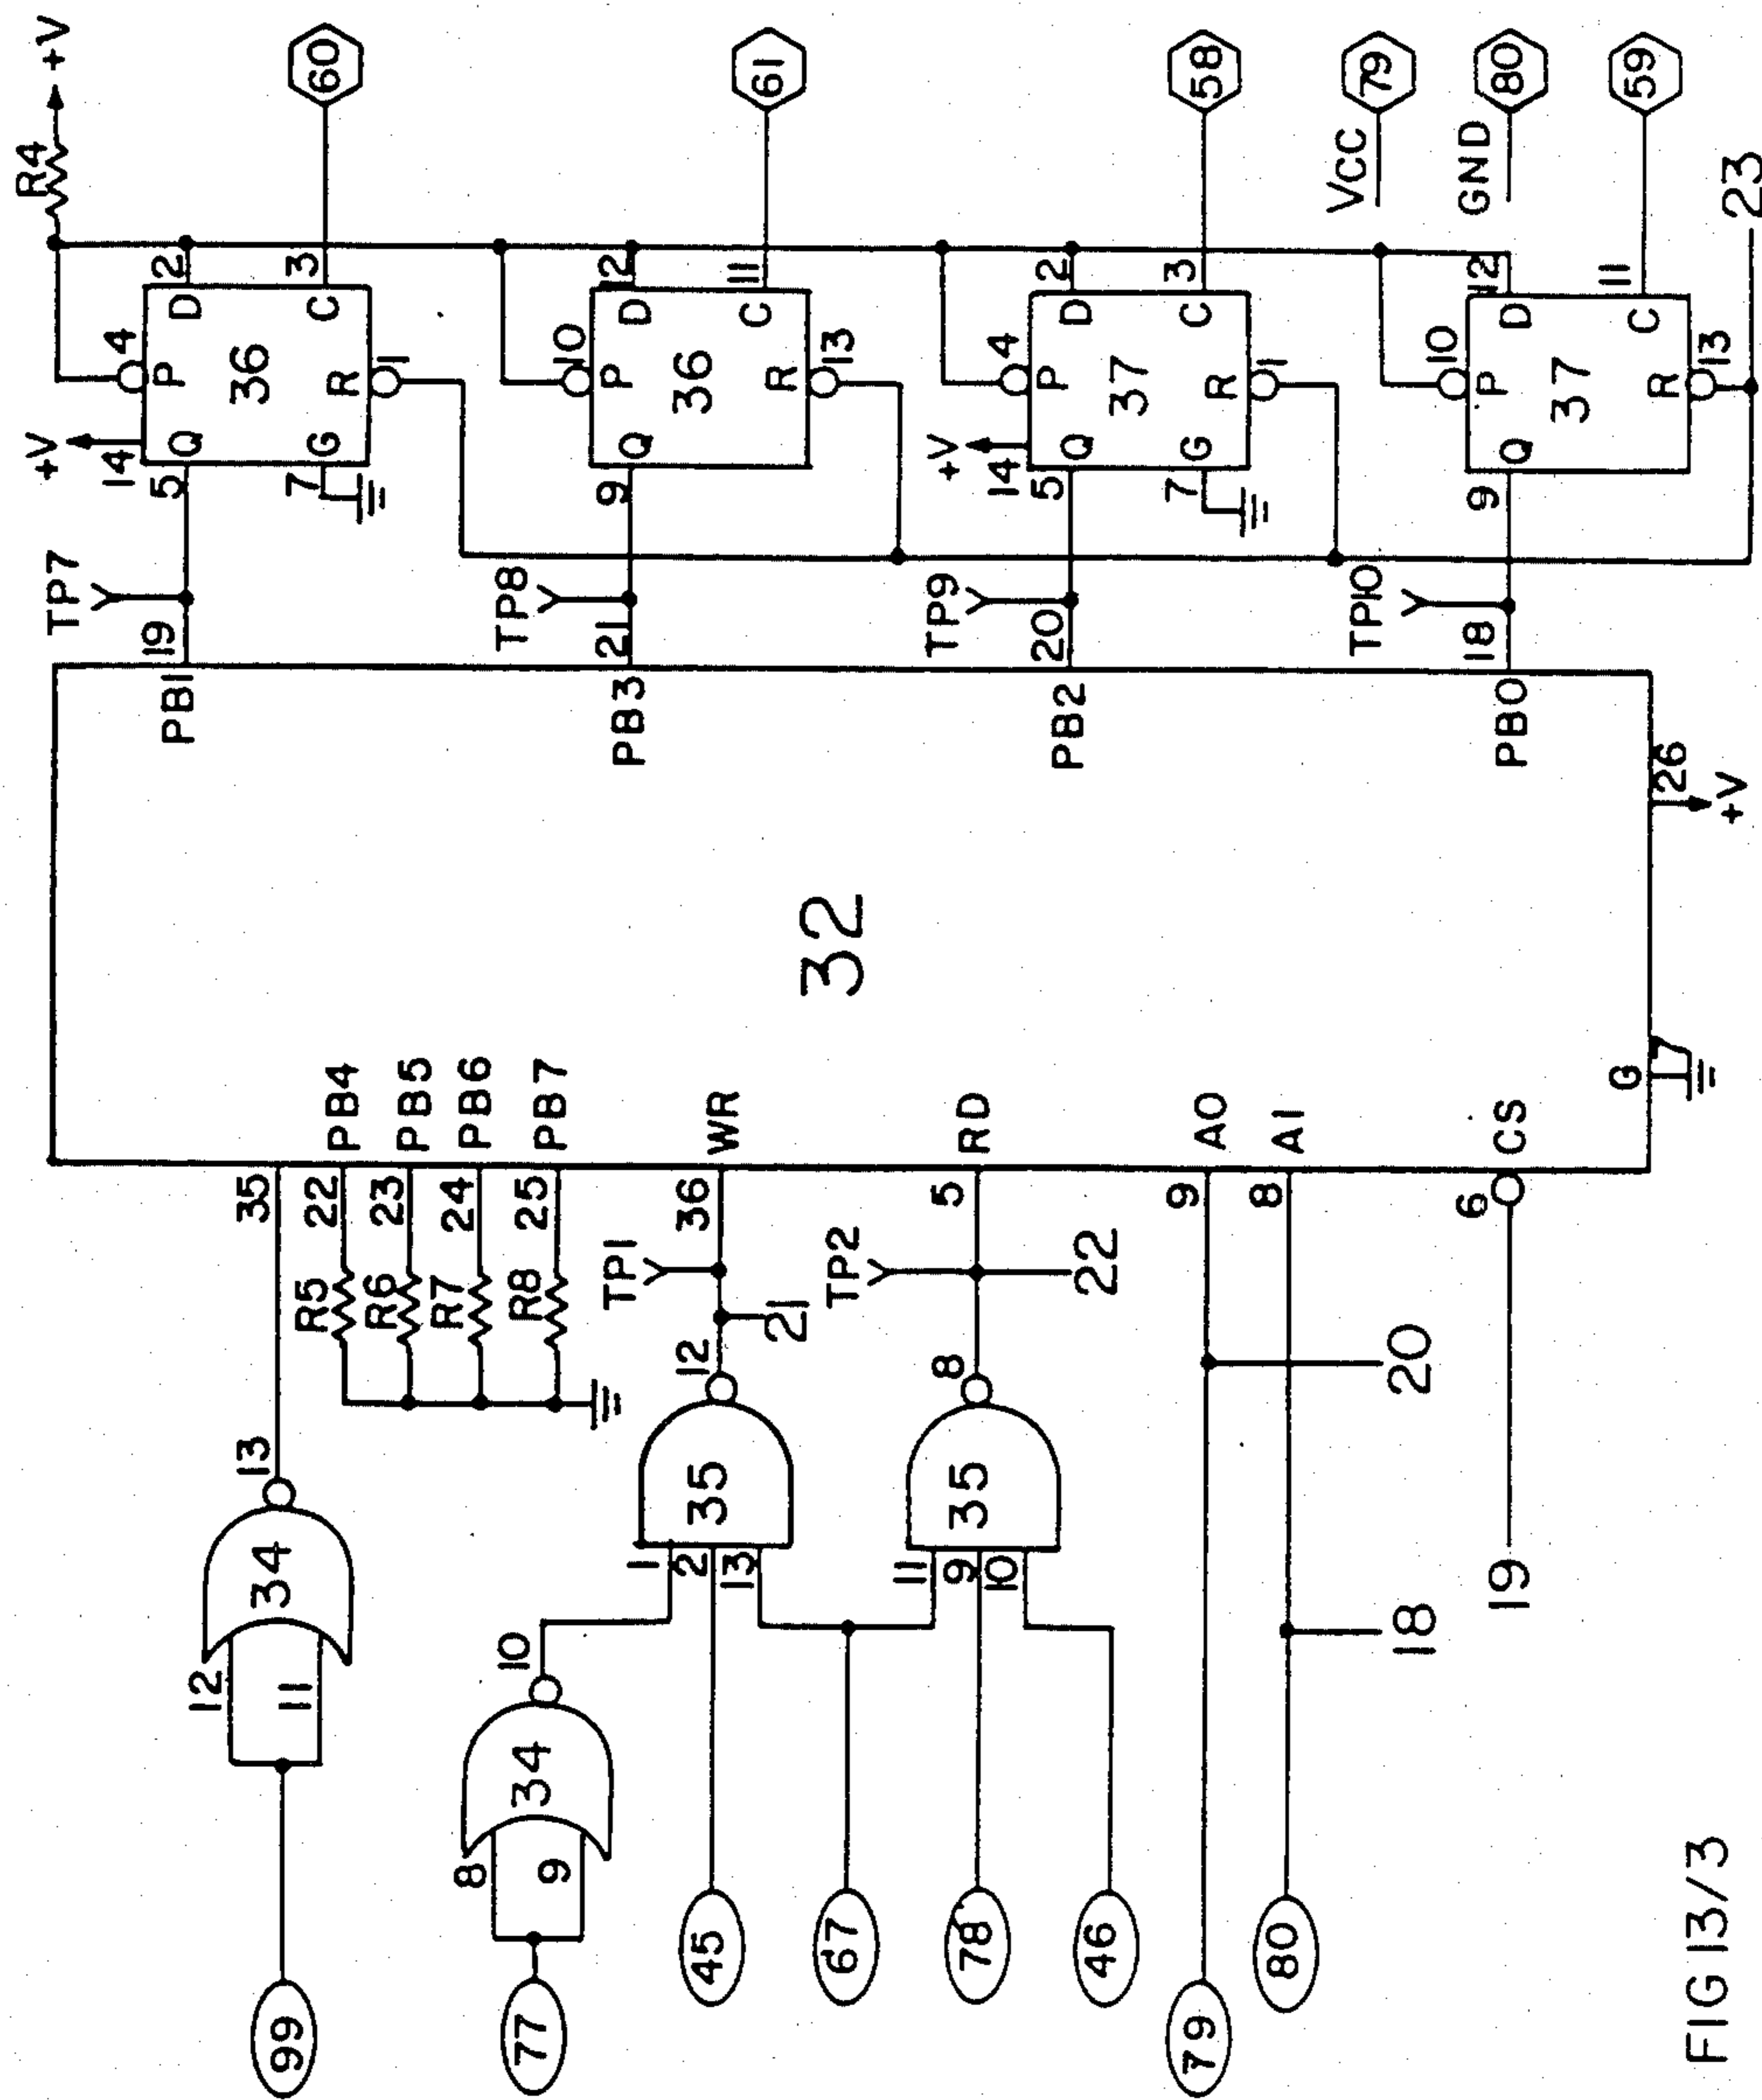 R4
+V
+V
14
4
P
D
2
60
TP7
5
Q
36
C
3
19
7
G
R
1
PB1
10
P
D
12
61
TP8
9
Q
36
C
11
21
R
13
PB3
+V
14
4
P
D
2
58
TP9
5
Q
37
C
3
20
7
G
R
1
PB2
VCC
79
GND
80
10
P
D
12
59
TP10
9
Q
37
C
11
18
R
13
PB0
23
32
26
+V
G
7
99
12
11
34
13
35
R5
22
PB4
R6
23
PB5
R7
24
PB6
R8
25
PB7
77
8
9
34
10
1
2
13
35
12
TP1
21
36
WR
45
67
78
46
11
9
10
35
8
TP2
22
5
RD
79
20
9
A0
80
18
8
A1
19
6
CS
FIG 13/3